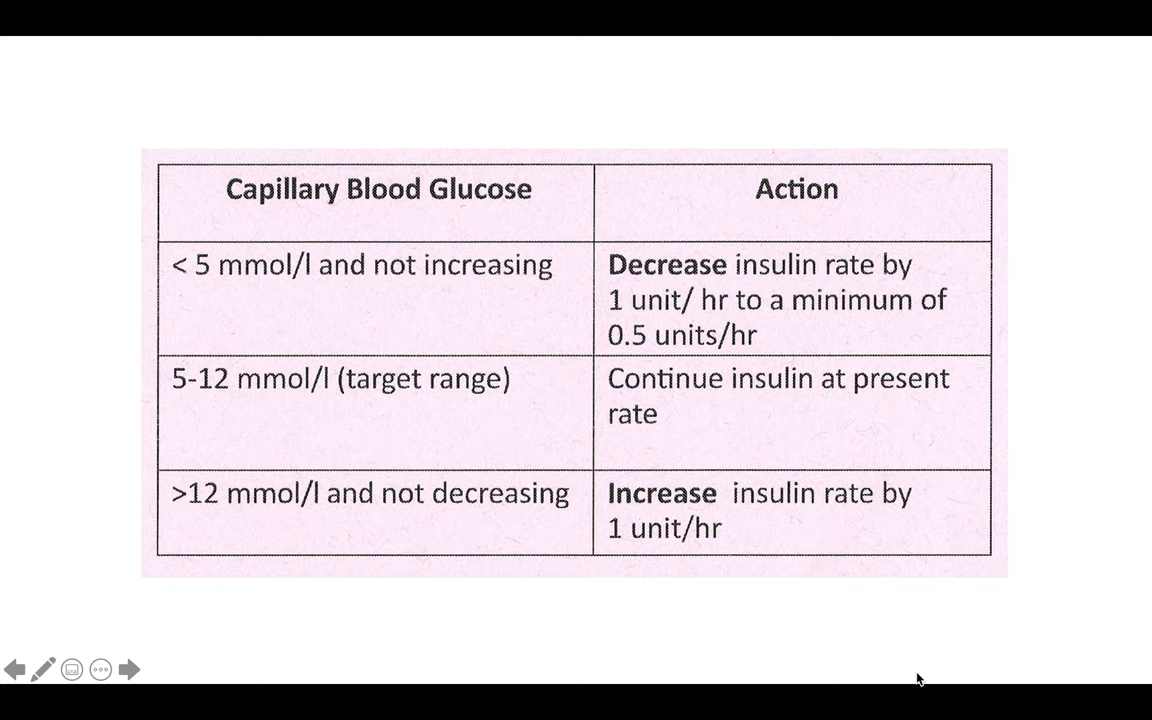 Capillary Blood Glucose
Action
< 5 mmol/l and not increasing
Decrease insulin rate by
1 unit/ hr to a minimum of
0.5 units/hr
5-12 mmol/l (target range)
Continue insulin at present
rate
>12 mmol/l and not decreasing
Increase  insulin rate by
1 unit/hr